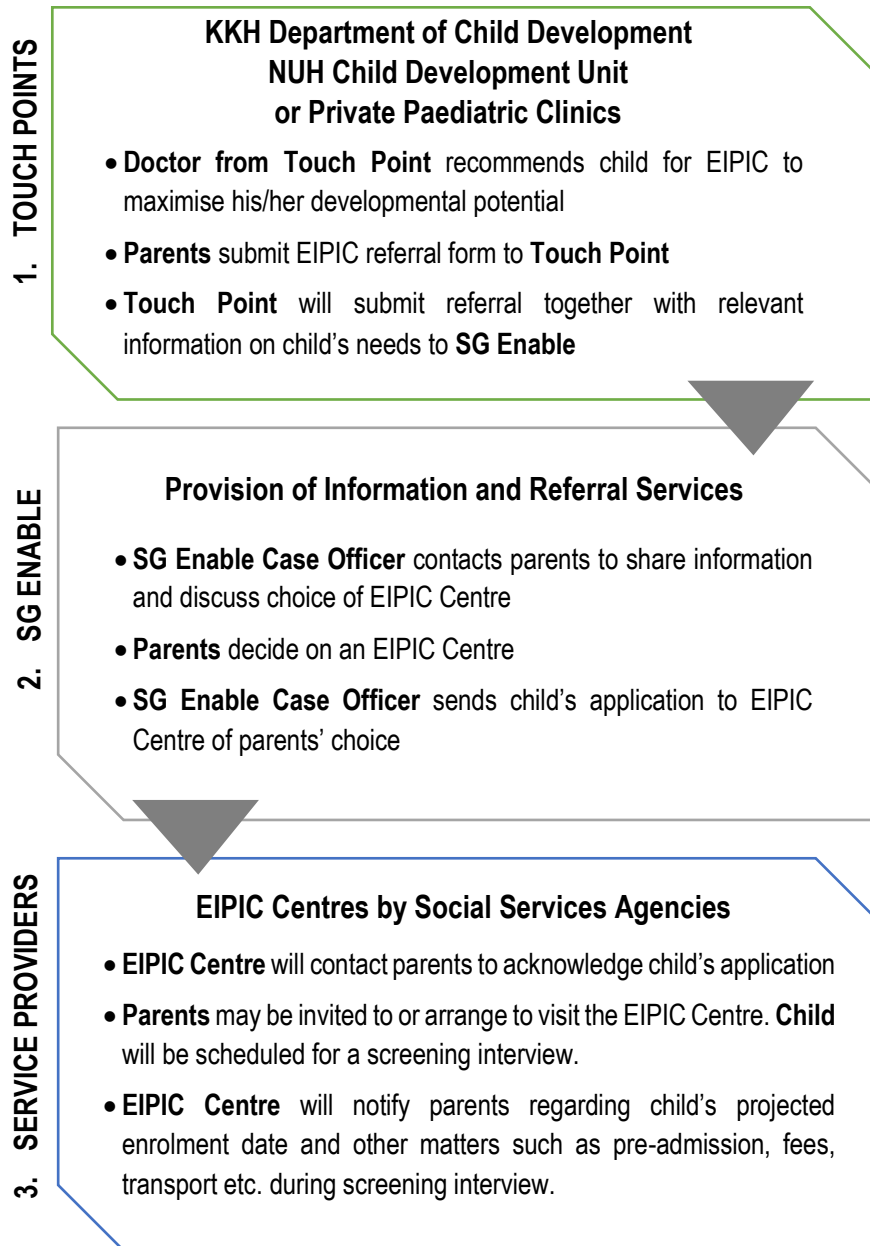 1. TOUCH POINTS
KKH Department of Child Development
NUH Child Development Unit
or Private Paediatric Clinics
• Doctor from Touch Point recommends child for EIPIC to
maximise his/her developmental potential
• Parents submit EIPIC referral form to Touch Point
• Touch Point will submit referral together with relevant
information on child's needs to SG Enable
2. SG ENABLE
Provision of Information and Referral Services
• SG Enable Case Officer contacts parents to share information
and discuss choice of EIPIC Centre
• Parents decide on an EIPIC Centre
• SG Enable Case Officer sends child's application to EIPIC
Centre of parents' choice
3. SERVICE PROVIDERS
EIPIC Centres by Social Services Agencies
• EIPIC Centre will contact parents to acknowledge child's application
• Parents may be invited to or arrange to visit the EIPIC Centre. Child
will be scheduled for a screening interview.
• EIPIC Centre will notify parents regarding child's projected
enrolment date and other matters such as pre-admission, fees,
transport etc. during screening interview.